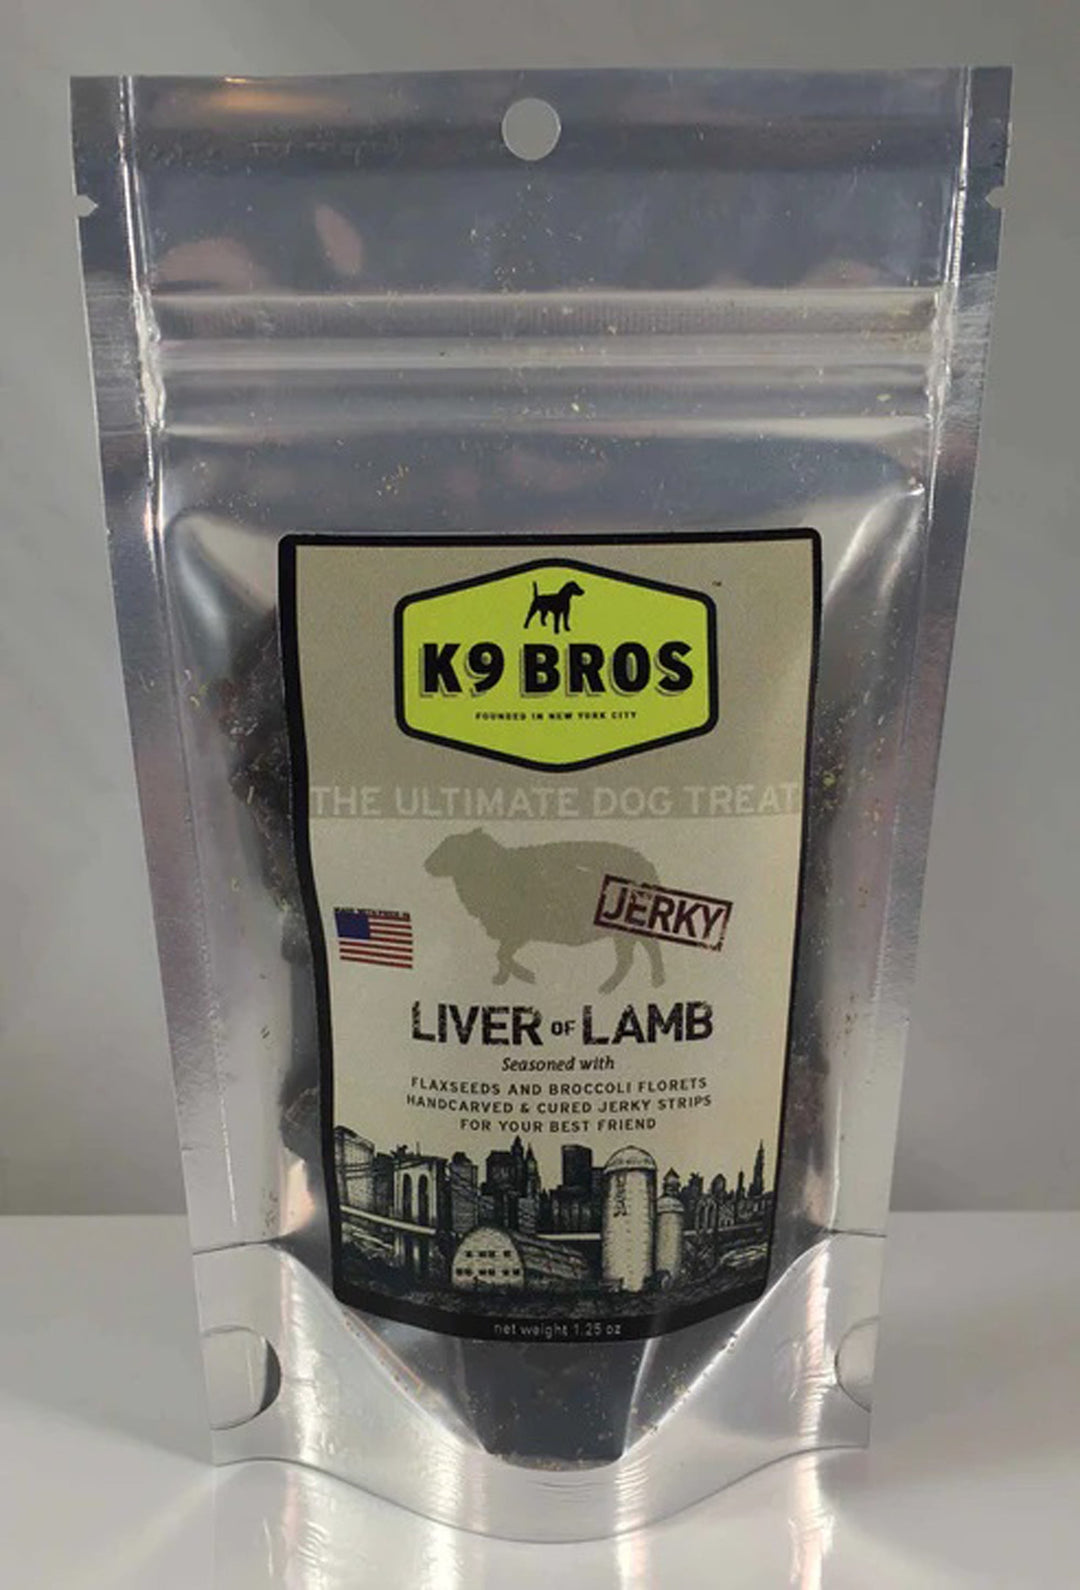 K9 BROS
™
FOUNDED IN NEW YORK CITY
THE ULTIMATE DOG TREAT
JERKY
LIVER OF LAMB
Seasoned with
FLAXSEEDS AND BROCCOLI FLORETS
HANDCARVED & CURED JERKY STRIPS
FOR YOUR BEST FRIEND
net weight 1.25 oz